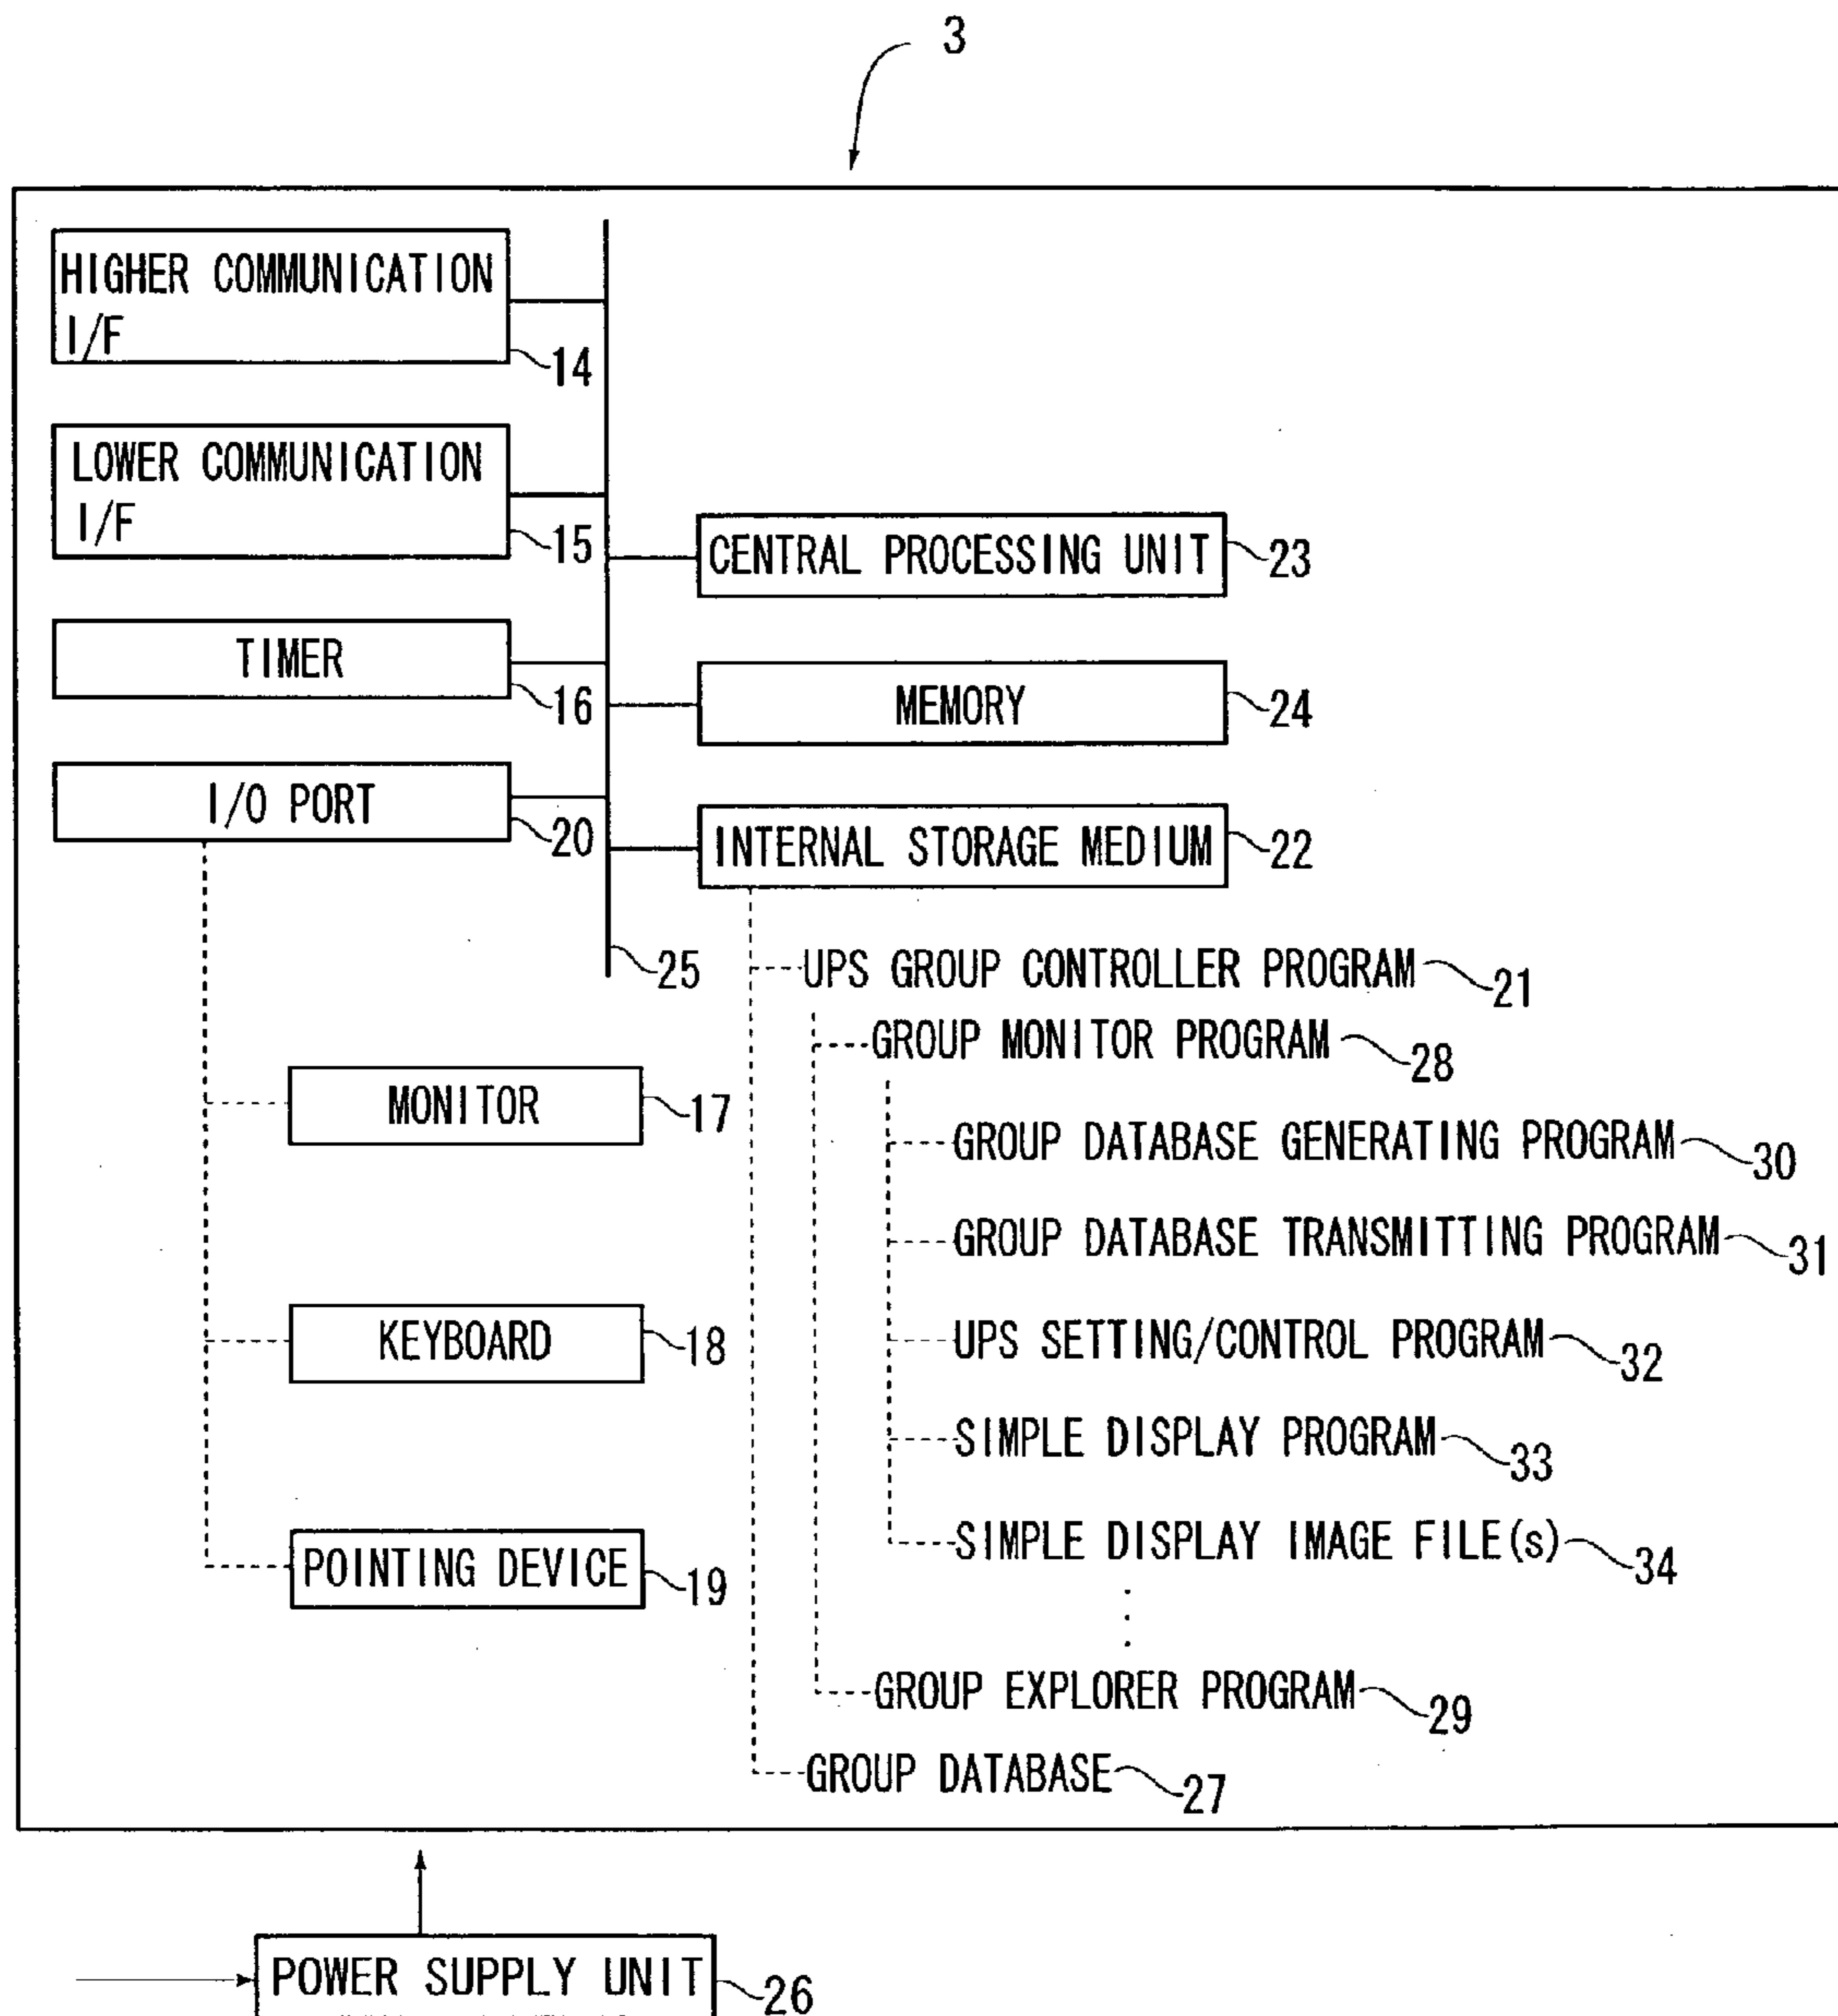 3
HIGHER COMMUNICATION
I/F
14
LOWER COMMUNICATION
I/F
15
CENTRAL PROCESSING UNIT
23
TIMER
16
MEMORY
24
I/O PORT
20
INTERNAL STORAGE MEDIUM
22
25
UPS GROUP CONTROLLER PROGRAM
21
GROUP MONITOR PROGRAM
28
MONITOR
17
GROUP DATABASE GENERATING PROGRAM
30
GROUP DATABASE TRANSMITTING PROGRAM
31
KEYBOARD
18
UPS SETTING/CONTROL PROGRAM
32
SIMPLE DISPLAY PROGRAM
33
POINTING DEVICE
19
SIMPLE DISPLAY IMAGE FILE(s)
34
GROUP EXPLORER PROGRAM
29
GROUP DATABASE
27
POWER SUPPLY UNIT
26